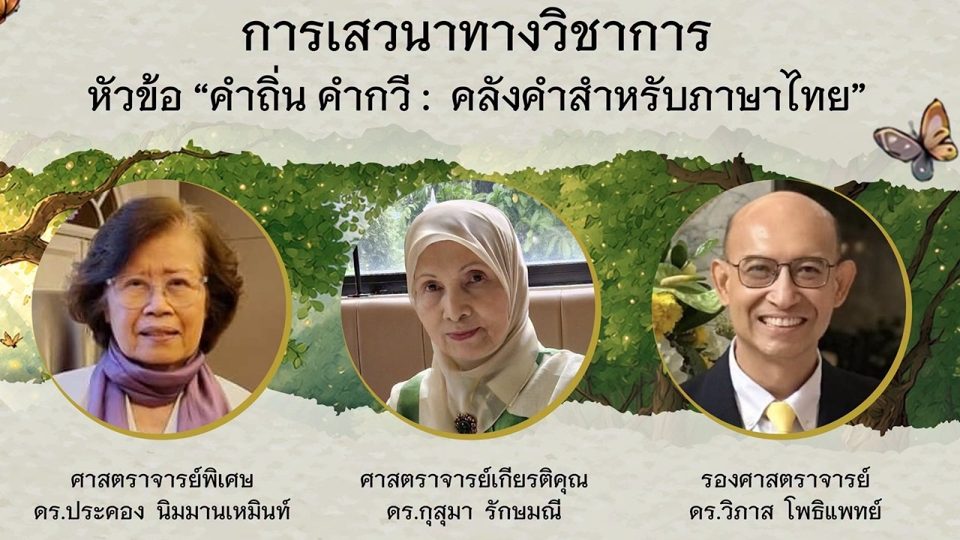 การเสวนาทางวิชาการ
หัวข้อ “คำถิ่น คำกวี : คลังคำสำหรับภาษาไทย”
ศาสตราจารย์พิเศษ
ดร.ประคอง นิมมานเหมินท์
ศาสตราจารย์เกียรติคุณ
ดร.กุสุมา รักษมณี
รองศาสตราจารย์
ดร.วิภาส โพธิแพทย์